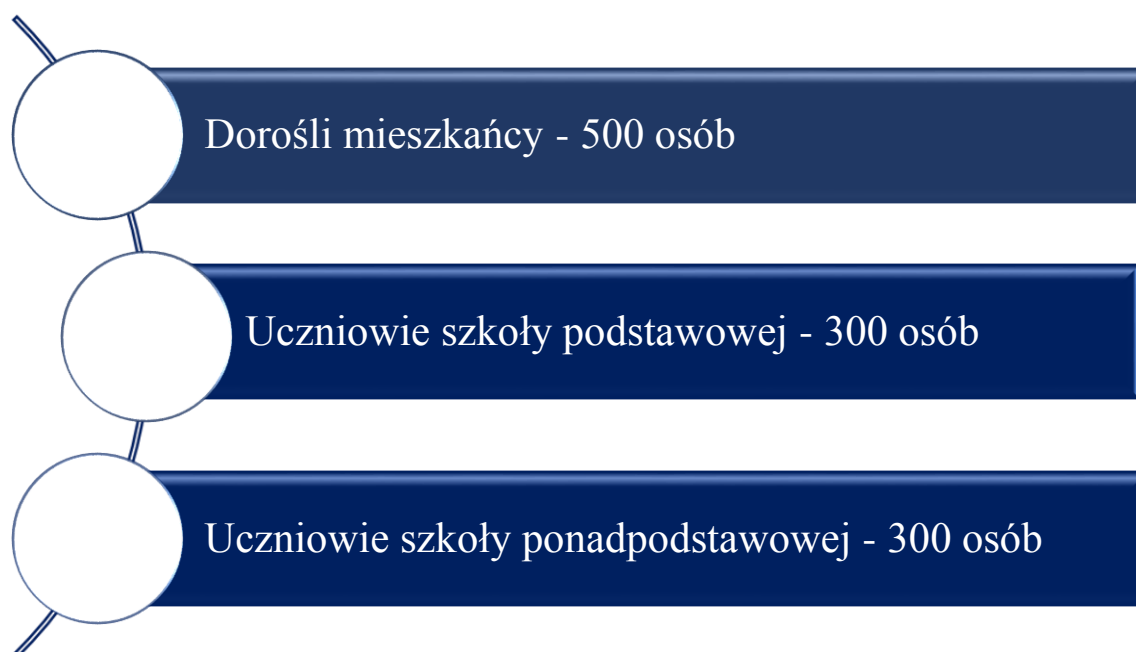 Dorośli mieszkańcy - 500 osób
Uczniowie szkoły podstawowej - 300 osób
Uczniowie szkoły ponadpodstawowej - 300 osób